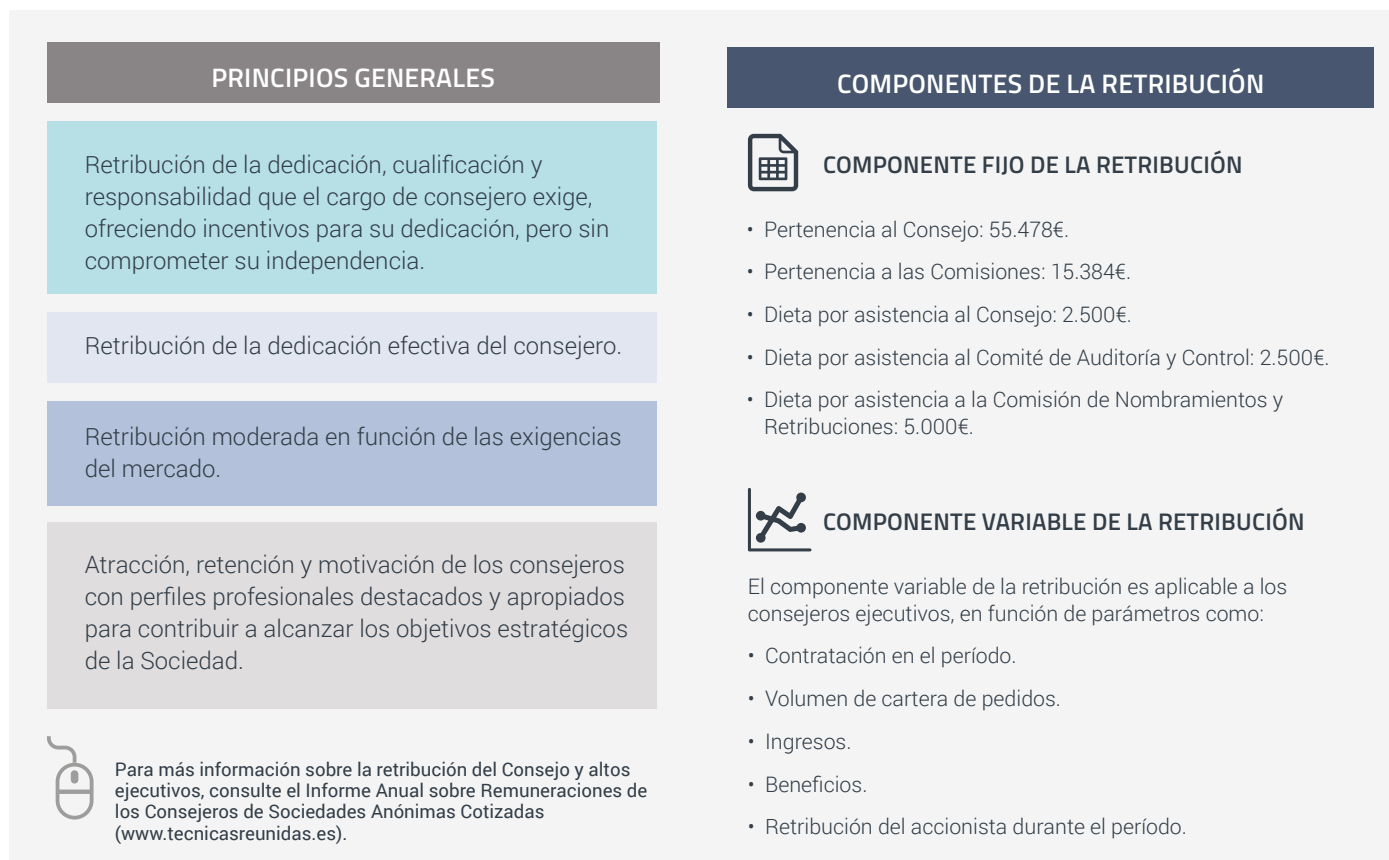 PRINCIPIOS GENERALES
Retribución de la dedicación, cualificación y
responsabilidad que el cargo de consejero exige,
ofreciendo incentivos para su dedicación, pero sin
comprometer su independencia.
Retribución de la dedicación efectiva del consejero.
Retribución moderada en función de las exigencias
del mercado.
Atracción, retención y motivación de los consejeros
con perfiles profesionales destacados y apropiados
para contribuir a alcanzar los objetivos estratégicos
de la Sociedad.
Para más información sobre la retribución del Consejo y altos
ejecutivos, consulte el Informe Anual sobre Remuneraciones de
los Consejeros de Sociedades Anónimas Cotizadas
(www.tecnicasreunidas.es).
COMPONENTES DE LA RETRIBUCIÓN
COMPONENTE FIJO DE LA RETRIBUCIÓN
• Pertenencia al Consejo: 55.478€.
• Pertenencia a las Comisiones: 15.384€.
• Dieta por asistencia al Consejo: 2.500€.
• Dieta por asistencia al Comité de Auditoría y Control: 2.500€.
• Dieta por asistencia a la Comisión de Nombramientos y
Retribuciones: 5.000€.
COMPONENTE VARIABLE DE LA RETRIBUCIÓN
El componente variable de la retribución es aplicable a los
consejeros ejecutivos, en función de parámetros como:
• Contratación en el período.
• Volumen de cartera de pedidos.
• Ingresos.
• Beneficios.
• Retribución del accionista durante el período.